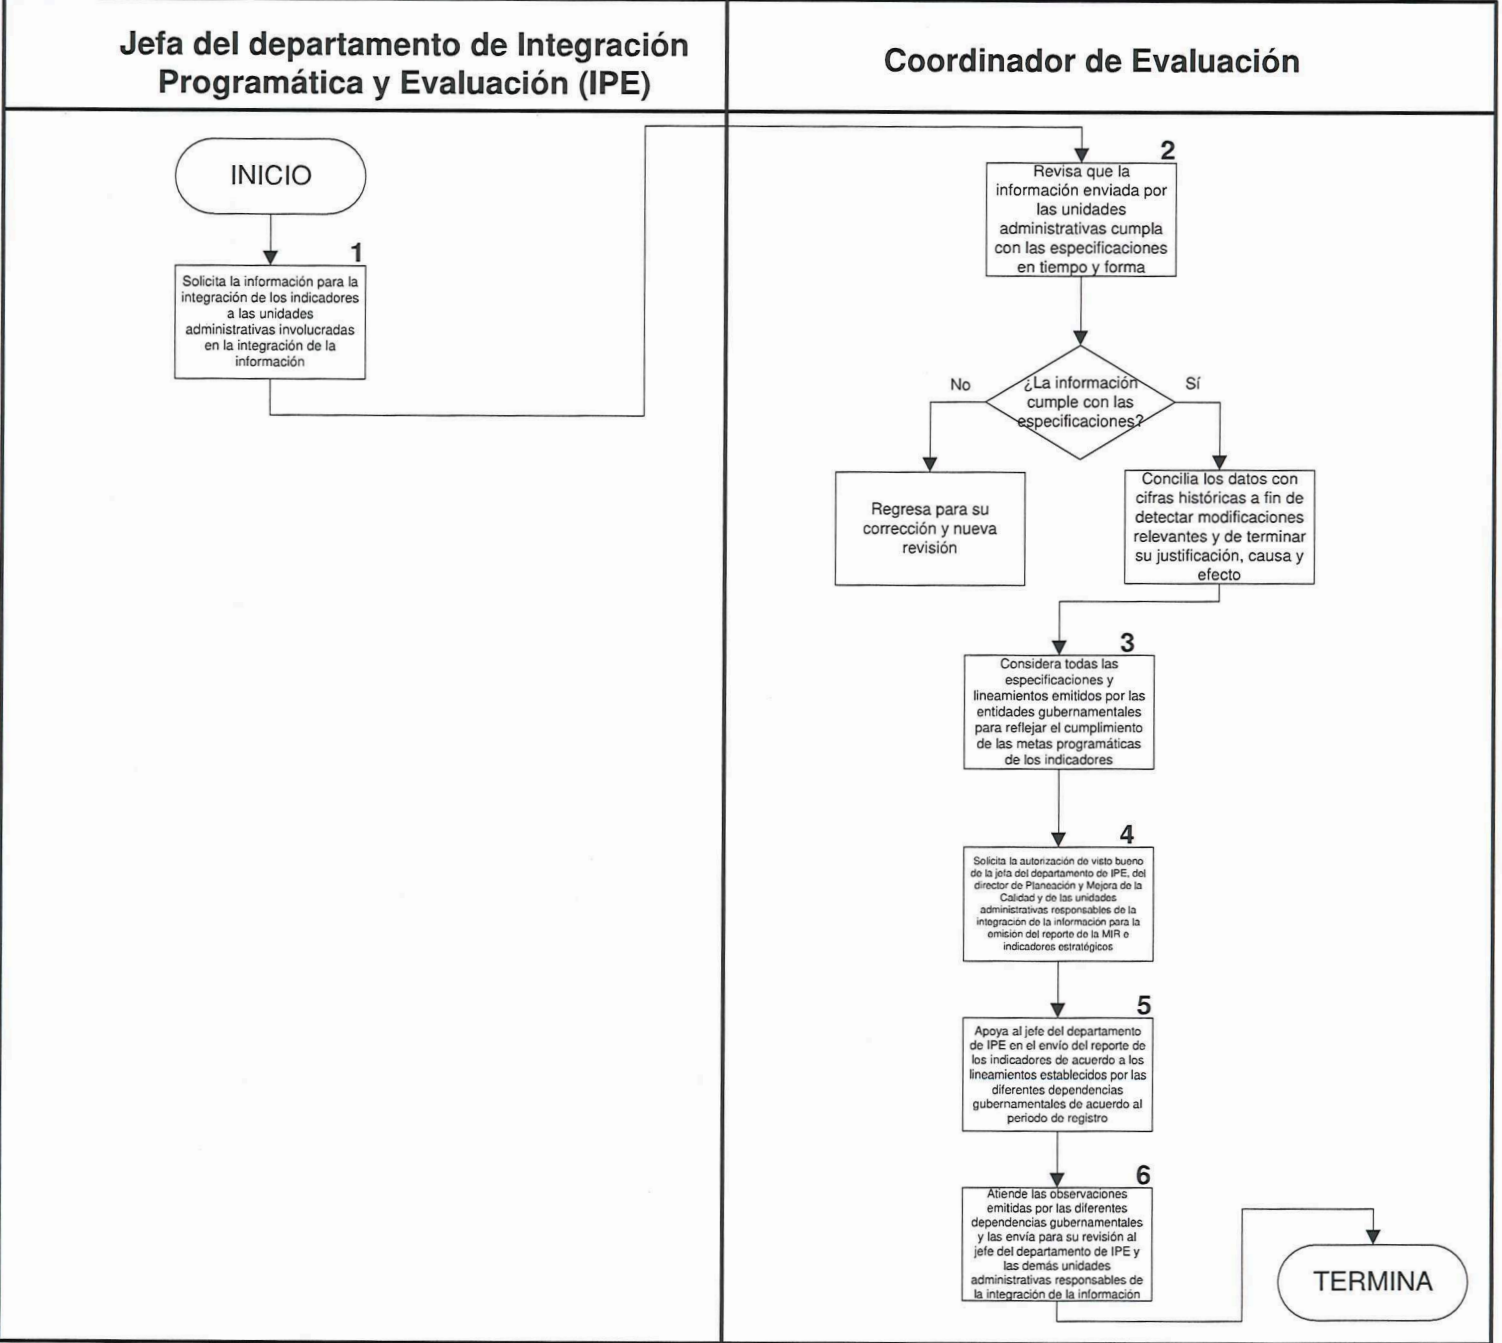 Jefa del departamento de Integración
Programática y Evaluación (IPE)
Coordinador de Evaluación
INICIO
1
Solicita la información para la
integración de los indicadores
a las unidades
administrativas involucradas
en la integración de la
información
2
Revisa que la
información enviada por
las unidades
administrativas cumpla
con las especificaciones
en tiempo y forma
¿La información
cumple con las
especificaciones?
No
Sí
Regresa para su
corrección y nueva
revisión
Concilia los datos con
cifras históricas a fin de
detectar modificaciones
relevantes y de terminar
su justificación, causa y
efecto
3
Considera todas las
especificaciones y
lineamientos emitidos por las
entidades gubernamentales
para reflejar el cumplimiento
de las metas programáticas
de los indicadores
4
Solicita la autorización de visto bueno
de la jefa del departamento de IPE, del
director de Planeación y Mejora de la
Calidad y de las unidades
administrativas responsables de la
integración de la información para la
omisión del reporte de la MIR e
indicadores estratégicos
5
Apoya al jefe del departamento
de IPE en el envío del reporte de
los indicadores de acuerdo a los
lineamientos establecidos por las
diferentes dependencias
gubernamentales de acuerdo al
periodo de registro
6
Atiende las observaciones
emitidas por las diferentes
dependencias gubernamentales
y las envía para su revisión al
jefe del departamento de IPE y
las demás unidades
administrativas responsables de
la integración de la información
TERMINA